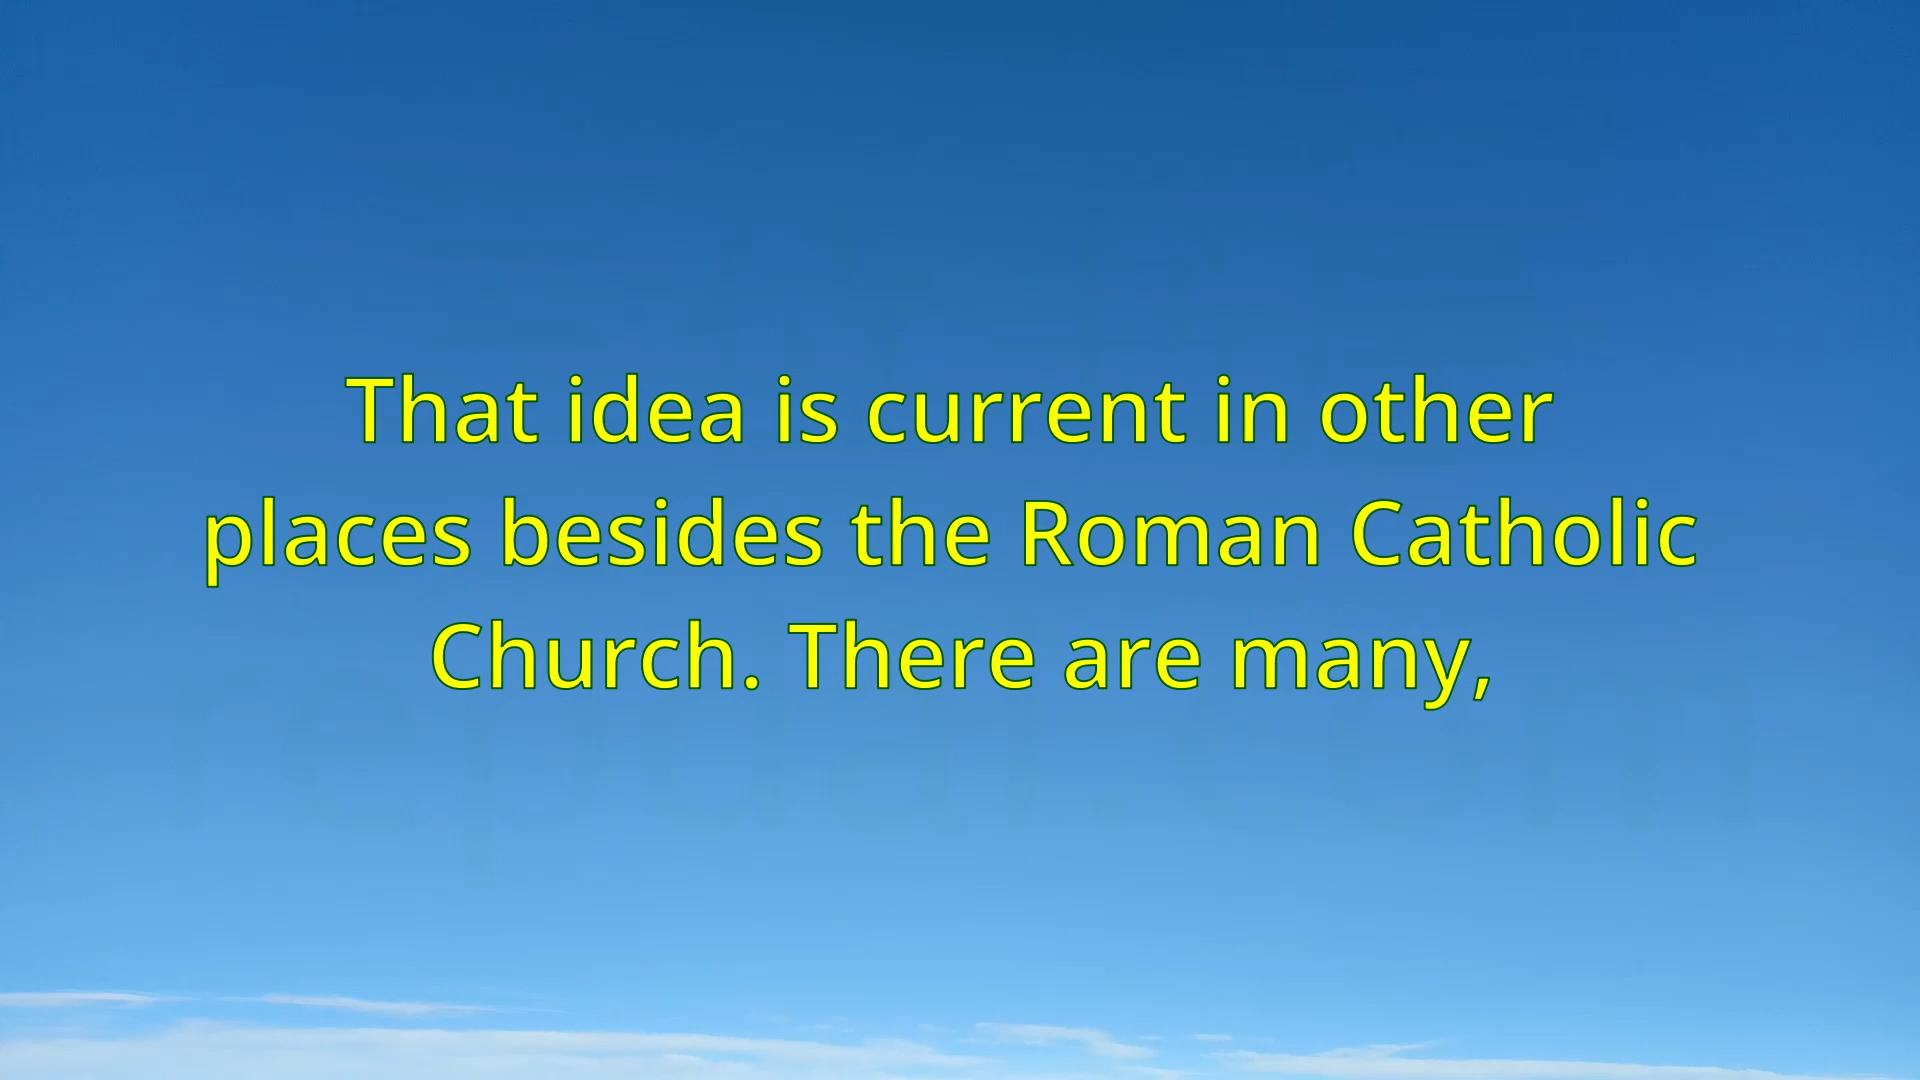 That idea is current in other
places besides the Roman Catholic
Church. There are many,